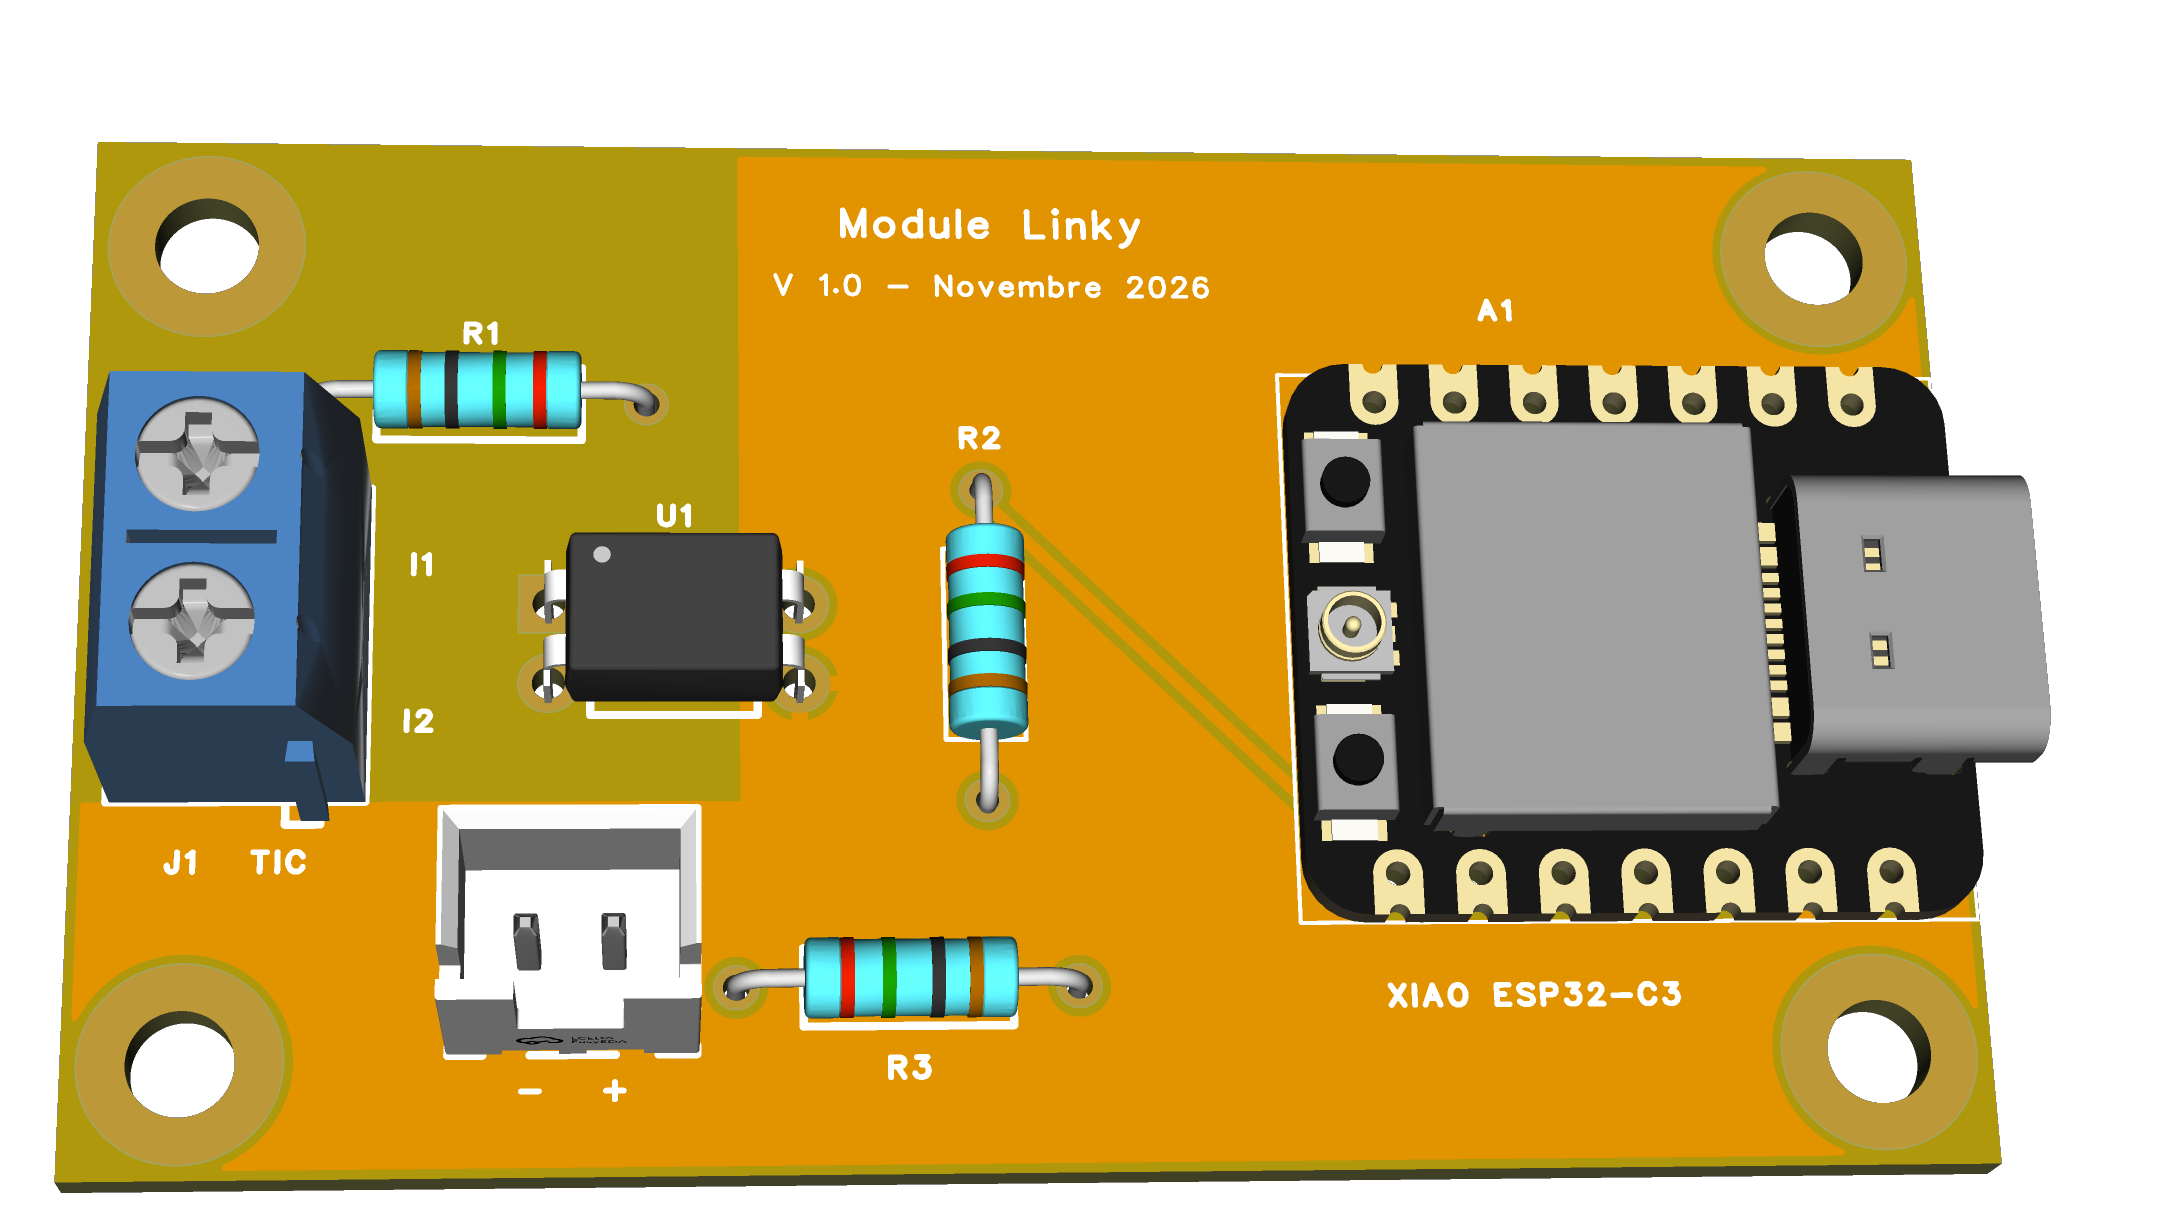 Module Linky
V 1.0 - Novembre 2026
A1
R1
R2
U1
I1
I2
J1 TIC
XIAO ESP32-C3
R3
- +